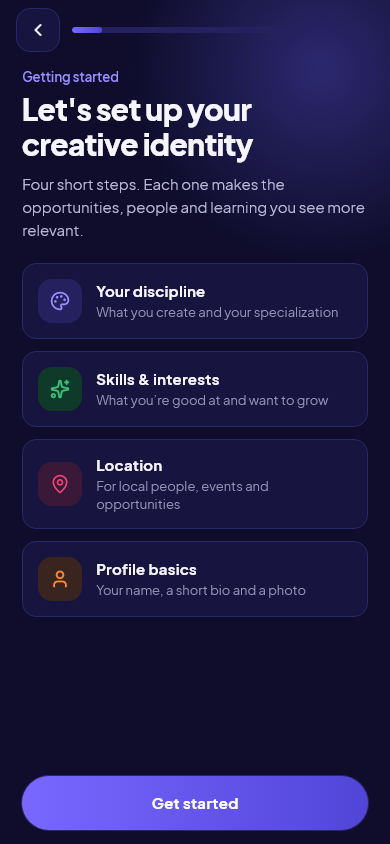 Getting started
Let's set up your
creative identity
Four short steps. Each one makes the
opportunities, people and learning you see more
relevant.
Your discipline
What you create and your specialization
Skills & interests
What you're good at and want to grow
Location
For local people, events and
opportunities
Profile basics
Your name, a short bio and a photo
Get started